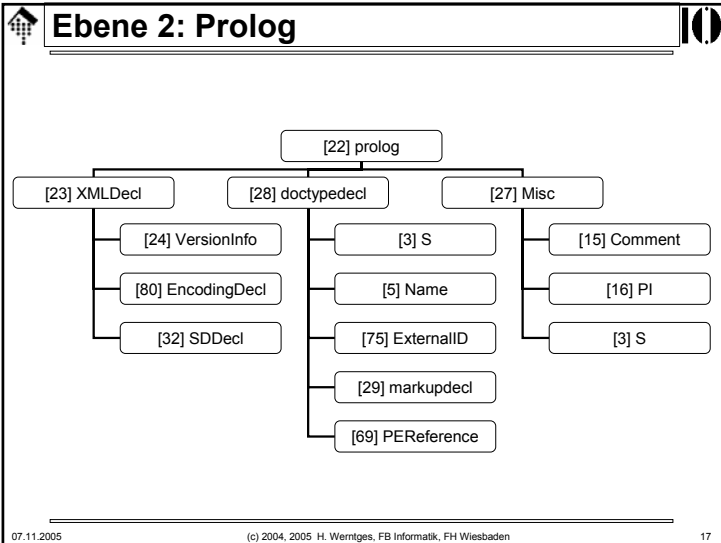 Ebene 2: Prolog
[22] prolog
[23] XMLDecl
[28] doctypedecl
[27] Misc
[24] VersionInfo
[3] S
[15] Comment
[80] EncodingDecl
[5] Name
[16] PI
[32] SDDecl
[75] ExternalID
[3] S
[29] markupdecl
[69] PEReference
07.11.2005
(c) 2004, 2005 H. Werntges, FB Informatik, FH Wiesbaden
17